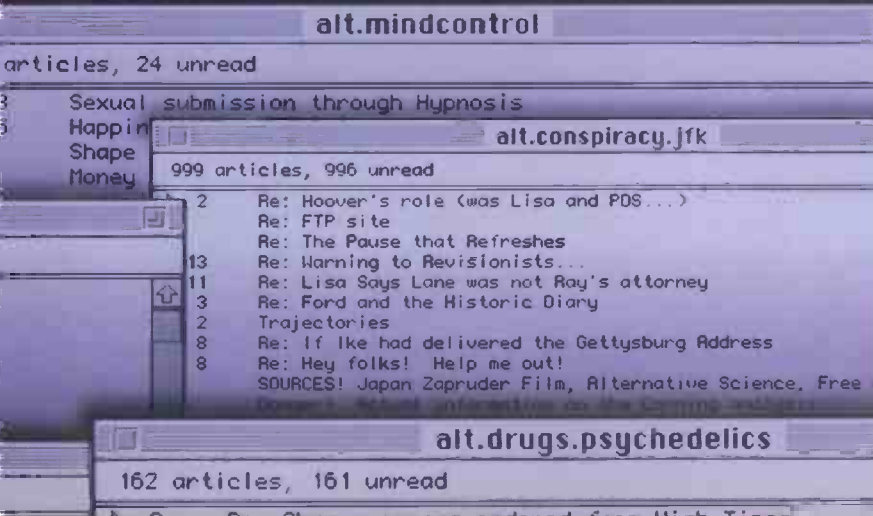 alt.mindcontrol
articles, 24 unread
3 Sexual submission through Hypnosis
Happin
Shape
Money
alt.conspiracy.jfk
999 articles, 996 unread
2 Re: Hoover's role (was Lisa and POS...)
Re: FTP site
Re: The Pause that Refreshes
13 Re: Warning to Revisionists...
11 Re: Lisa Says Lane was not Ray's attorney
3 Re: Ford and the Historic Diary
2 Trajectories
8 Re: If Ike had delivered the Gettysburg Address
8 Re: Hey folks! Help me out!
SOURCES! Japan Zapruder Film, Alternative Science, Free
alt.drugs.psychedelics
162 articles, 161 unread
from High Times